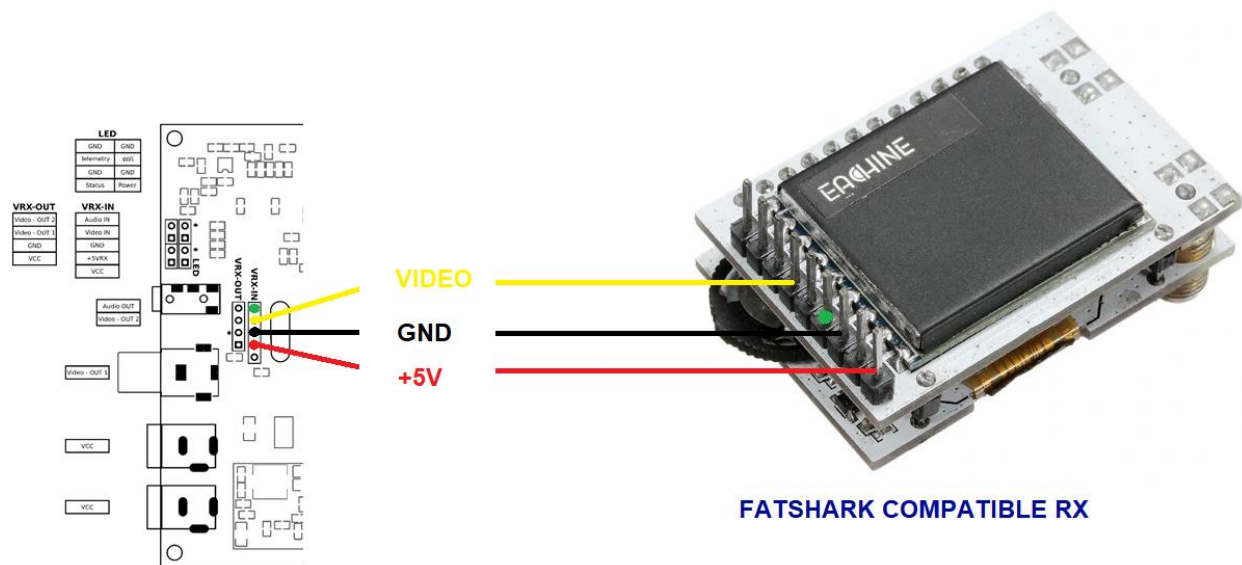 LED
GND GND
Telemetry Wifi
GND GND
Status Power
VRX-OUT
Video - OUT 2
Video - OUT 1
GND
VCC
VRX-IN
Audio IN
Video IN
GND
+5VRX
VCC
LED
VRX-OUT
VRX-IN
Audio OUT
Video - OUT 2
Video - OUT 1
VCC
VCC
VIDEO
GND
+5V
EACHINE
FATSHARK COMPATIBLE RX